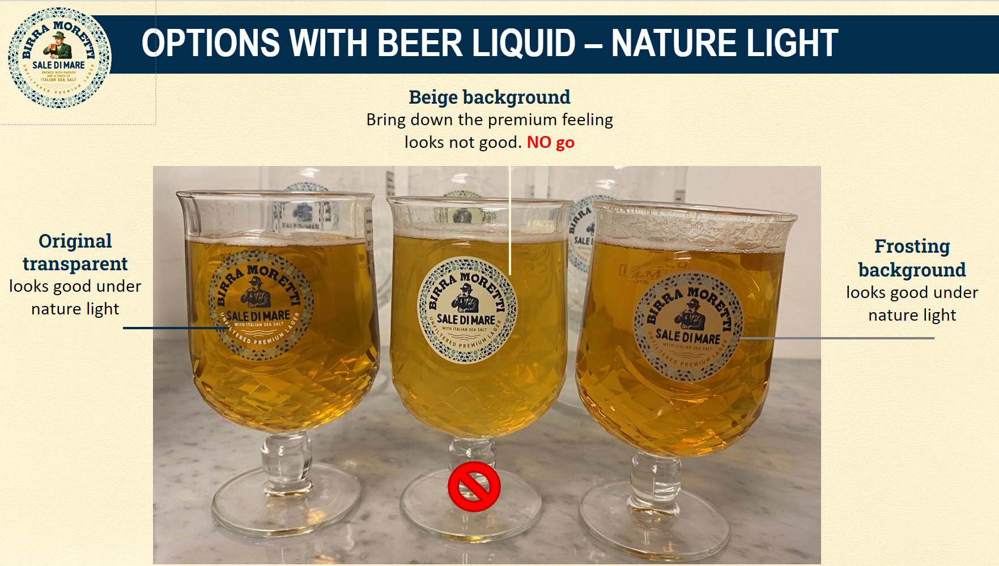 BIRRA MORETTI
SALE DI MARE
BREWED WITH PASSION
AND A PINCH OF
ITALIAN SEA SALT
UNFILTERED PREMIUM LAGER
OPTIONS WITH BEER LIQUID – NATURE LIGHT
Beige background
Bring down the premium feeling
looks not good. NO go
Original
transparent
looks good under
nature light
BIRRA MORETTI
SALE DI MARE
WITH ITALIAN SEA SALT
UNFILTERED PREMIUM LAGER
BIRRA MORETTI
SALE DI MARE
WITH ITALIAN SEA SALT
UNFILTERED PREMIUM LAGER
BIRRA
SALE
BIRRA MORETTI
SALE DI MARE
WITH ITALIAN SEA SALT
UNFILTERED PREMIUM LAGER
Frosting
background
looks good under
nature light